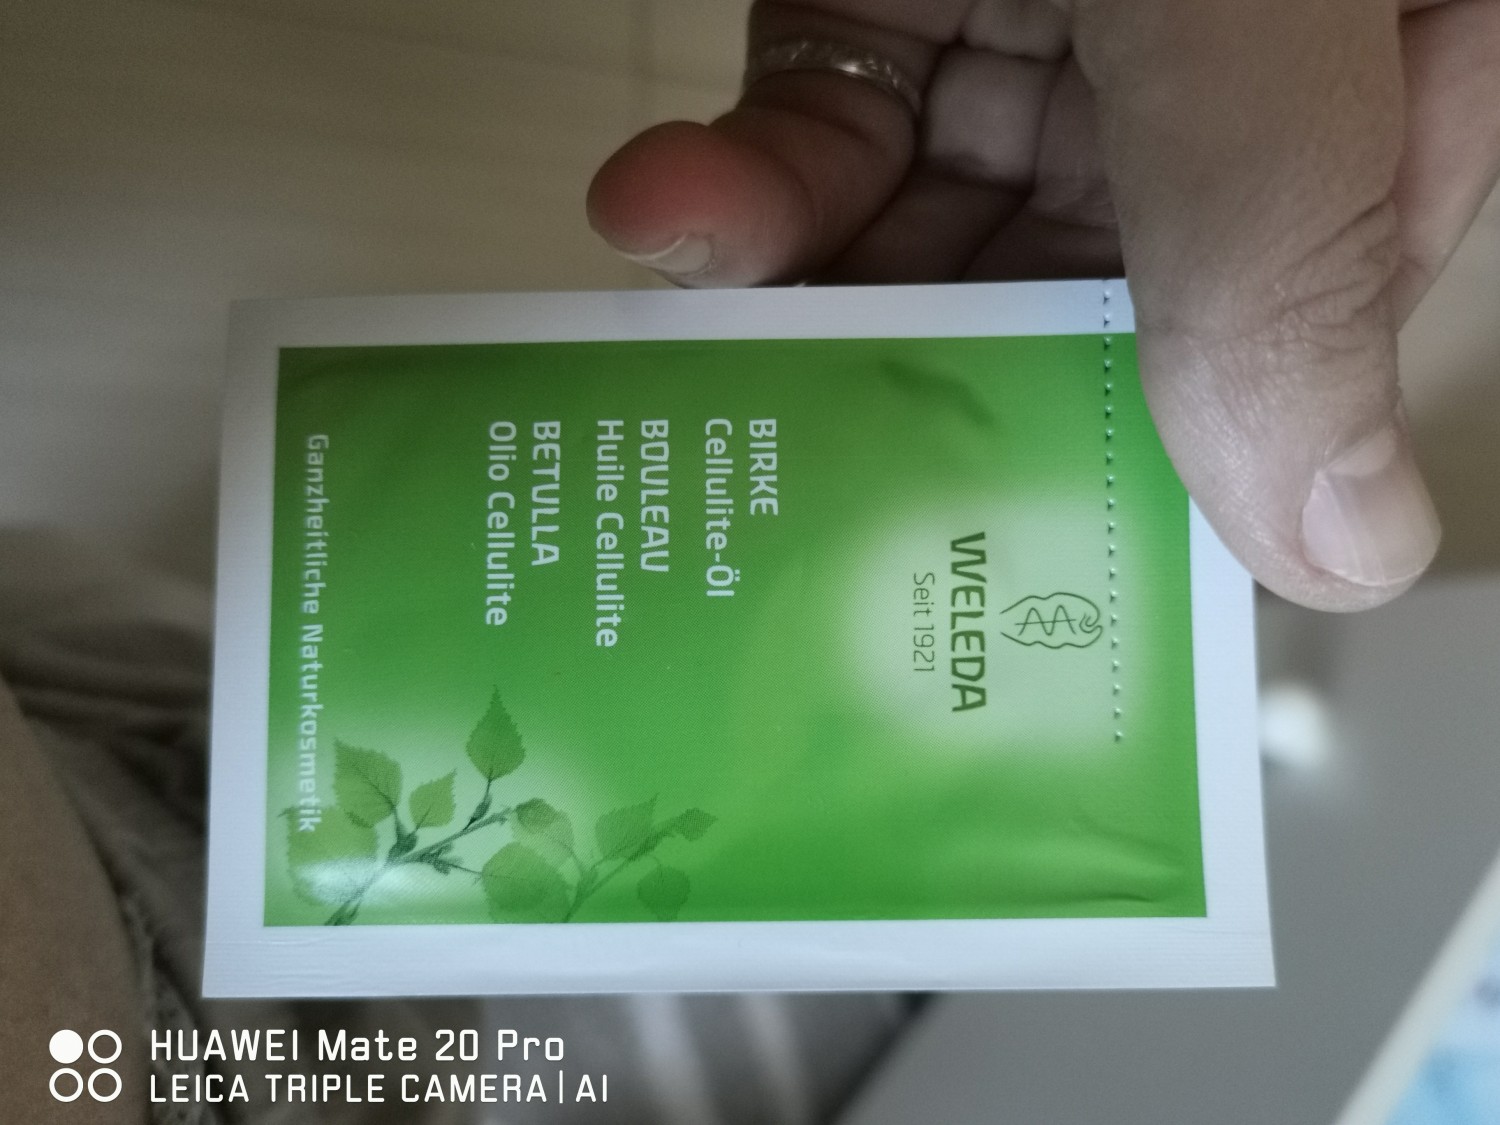 WELEDA
Seit 1921
BIRKE
Cellulite-Öl
BOULEAU
Huile Cellulite
BETULLA
Olio Cellulite
Ganzheitliche Naturkosmetik
HUAWEI Mate 20 Pro
LEICA TRIPLE CAMERA | AI